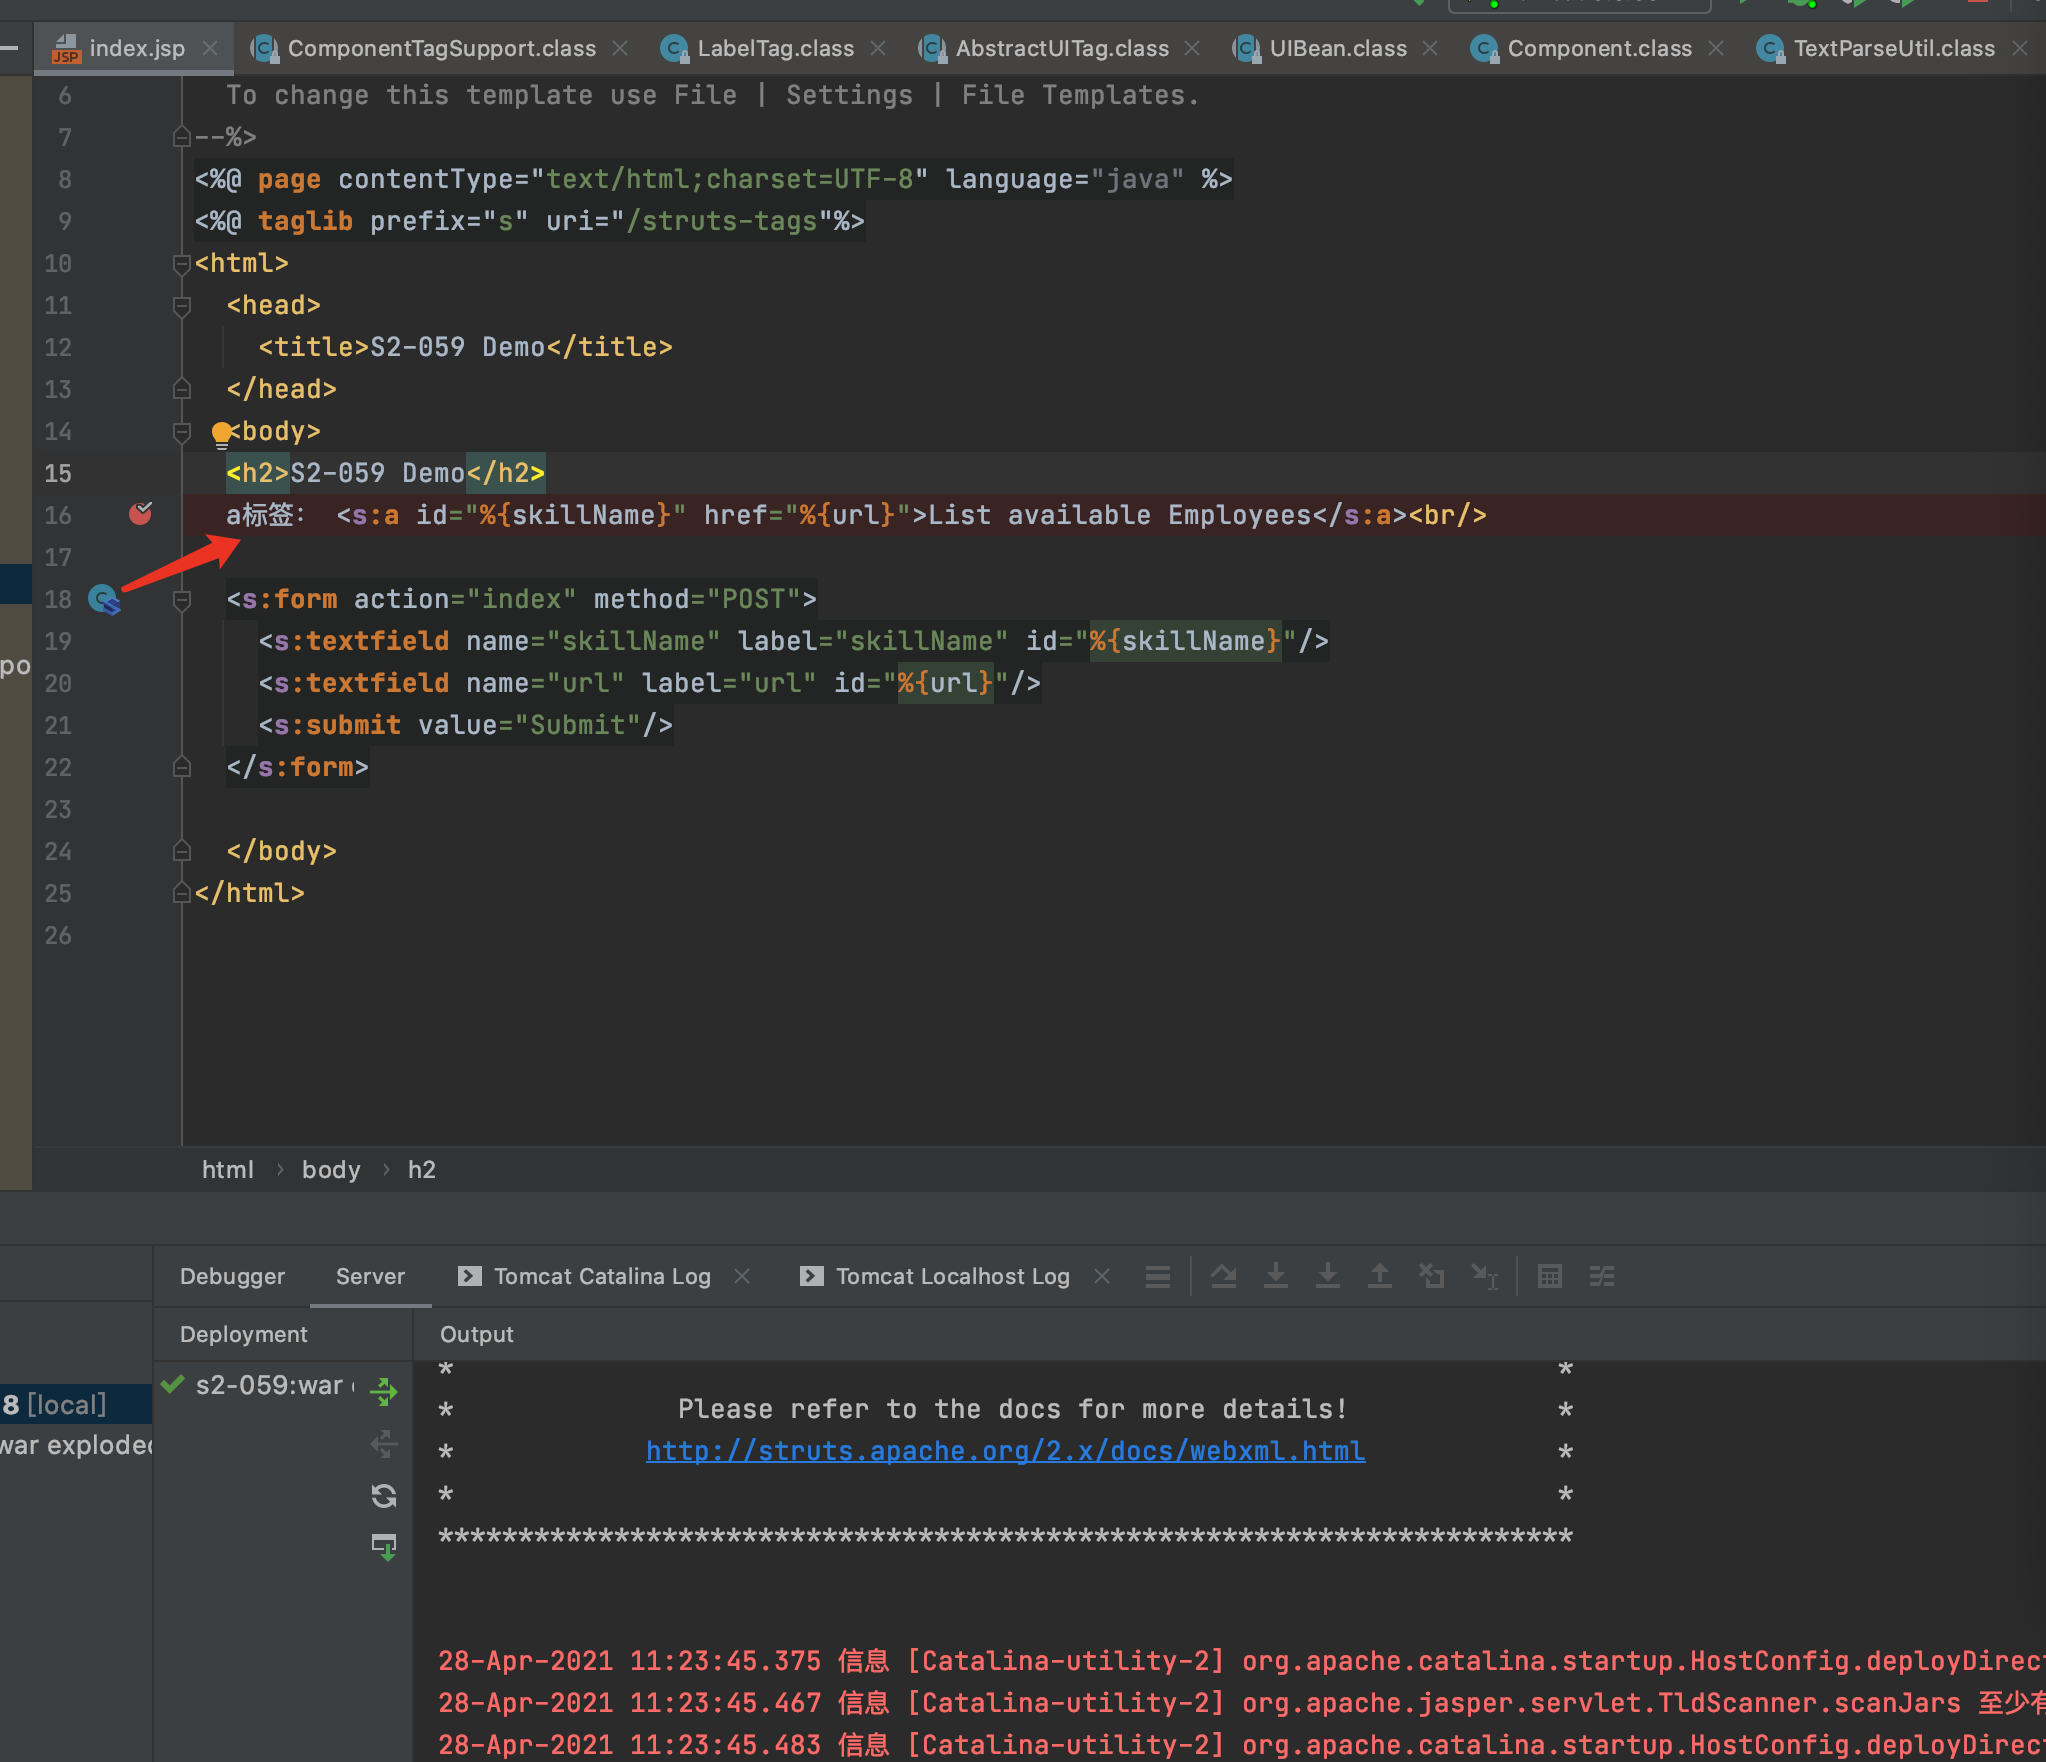 index.jsp ComponentTagSupport.class LabelTag.class AbstractUITag.class UIBean.class Component.class TextParseUtil.class
6 To change this template use File | Settings | File Templates.
7 --%>
8 <%@ page contentType="text/html;charset=UTF-8" language="java" %>
9 <%@ taglib prefix="s" uri="/struts-tags"%>
10 <html>
11 <head>
12 <title>S2-059 Demo</title>
13 </head>
14 <body>
15 <h2>S2-059 Demo</h2>
16 a标签： <s:a id="%{skillName}" href="%{url}">List available Employees</s:a><br/>
17
18 <s:form action="index" method="POST">
19 <s:textfield name="skillName" label="skillName" id="%{skillName}"/>
20 <s:textfield name="url" label="url" id="%{url}"/>
21 <s:submit value="Submit"/>
22 </s:form>
23
24 </body>
25 </html>
26
po
html › body › h2
Debugger Server Tomcat Catalina Log Tomcat Localhost Log
Deployment Output
s2-059:war
8 [local]
war exploded
* *
* Please refer to the docs for more details! *
* http://struts.apache.org/2.x/docs/webxml.html *
* *
***********************************************************************
28-Apr-2021 11:23:45.375 信息 [Catalina-utility-2] org.apache.catalina.startup.HostConfig.deployDirect
28-Apr-2021 11:23:45.467 信息 [Catalina-utility-2] org.apache.jasper.servlet.TldScanner.scanJars 至少有
28-Apr-2021 11:23:45.483 信息 [Catalina-utility-2] org.apache.catalina.startup.HostConfig.deployDirect